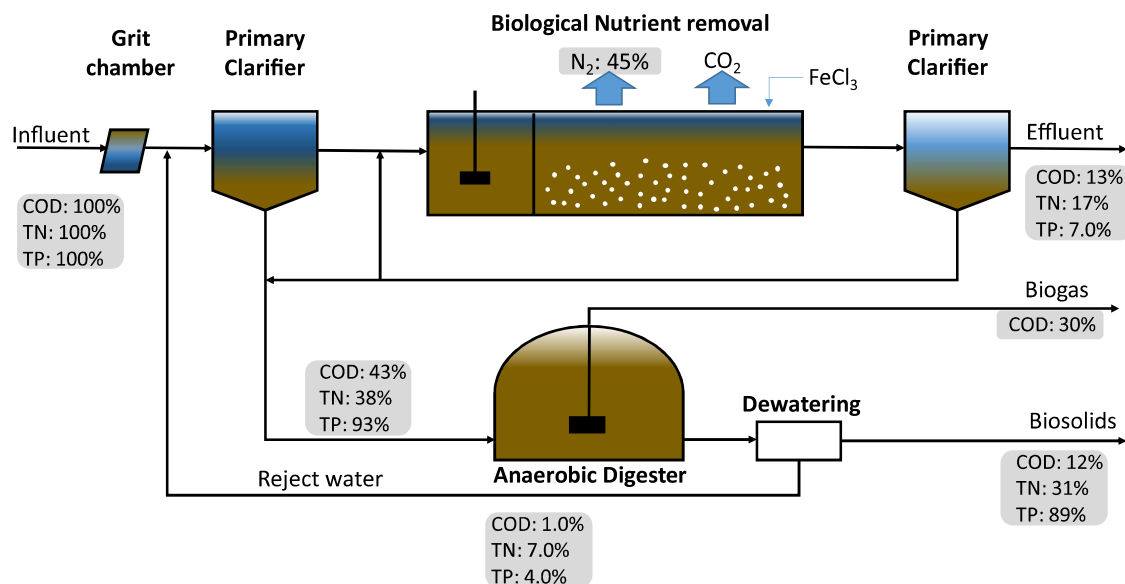 Biological Nutrient removal
Grit
chamber
Primary
Clarifier
N₂: 45%
CO₂
FeCl₃
Primary
Clarifier
Influent
Effluent
COD: 100%
TN: 100%
TP: 100%
COD: 13%
TN: 17%
TP: 7.0%
Biogas
COD: 30%
COD: 43%
TN: 38%
TP: 93%
Dewatering
Biosolids
Anaerobic Digester
COD: 12%
TN: 31%
TP: 89%
Reject water
COD: 1.0%
TN: 7.0%
TP: 4.0%